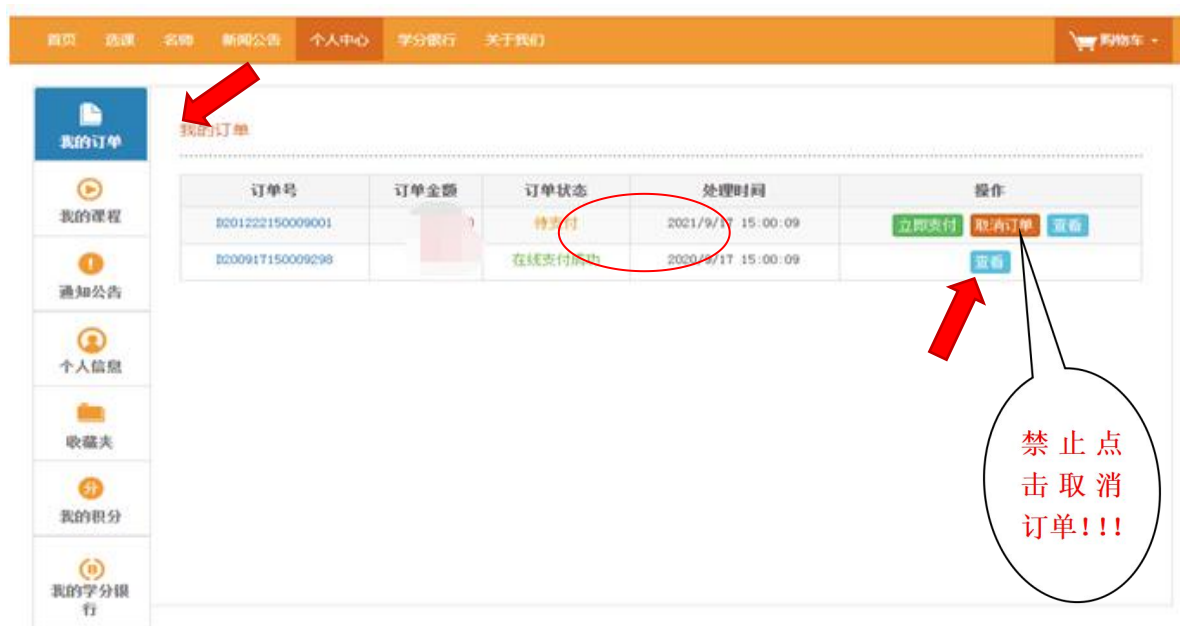 首页 选课 名师 新闻公告 个人中心 学分银行 关于我们 购物车
我的订单
我的订单
订单号 订单金额 订单状态 处理时间 操作
D201222150009001 待支付 2021/9/17 15:00:09 立即支付 取消订单 查看
D200917150009298 在线支付成功 2020/9/17 15:00:09 查看
我的课程
通知公告
个人信息
收藏夹
分
我的积分
我的学分银
行
禁止点
击取消
订单!!!